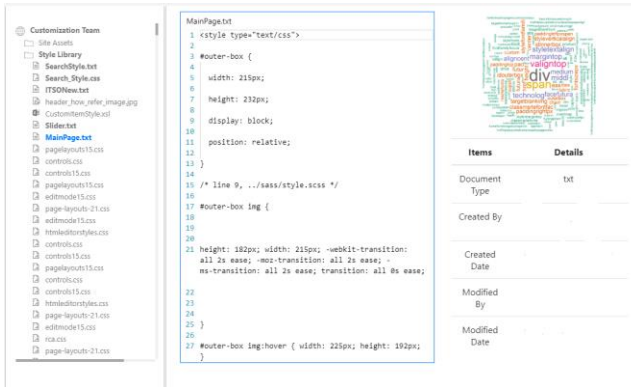 Customization Team
Site Assets
Style Library
SearchStyle.txt
Search_Style.css
ITSONew.txt
header_how_refer_image.jpg
CustomItemStyle.xsl
Slider.txt
MainPage.txt
pagelayouts15.css
controls.css
controls15.css
pagelayouts15.css
editmode15.css
page-layouts-21.css
htmleditorstyles.css
controls.css
controls15.css
pagelayouts15.css
controls.css
controls15.css
htmleditorstyles.css
page-layouts-21.css
editmode15.css
rca.css
page-layouts-21.css
MainPage.txt
1 <style type="text/css">
2
3 #outer-box {
4
5 width: 215px;
6
7 height: 232px;
8
9 display: block;
10
11 position: relative;
12
13 }
14
15 /* line 9, ../sass/style.scss */
16
17 #outer-box img {
18
19
20
21 height: 182px; width: 215px; -webkit-transition:
all 2s ease; -moz-transition: all 2s ease; -
ms-transition: all 2s ease; transition: all 0s ease;
22
23
24
25 }
26
27 #outer-box img:hover { width: 225px; height: 192px;
}
styletextalign
aligncent margintop
valigntop
div medium
middl
span
technolog
Items Details
Document
Type
txt
Created By
Created
Date
Modified
By
Modified
Date